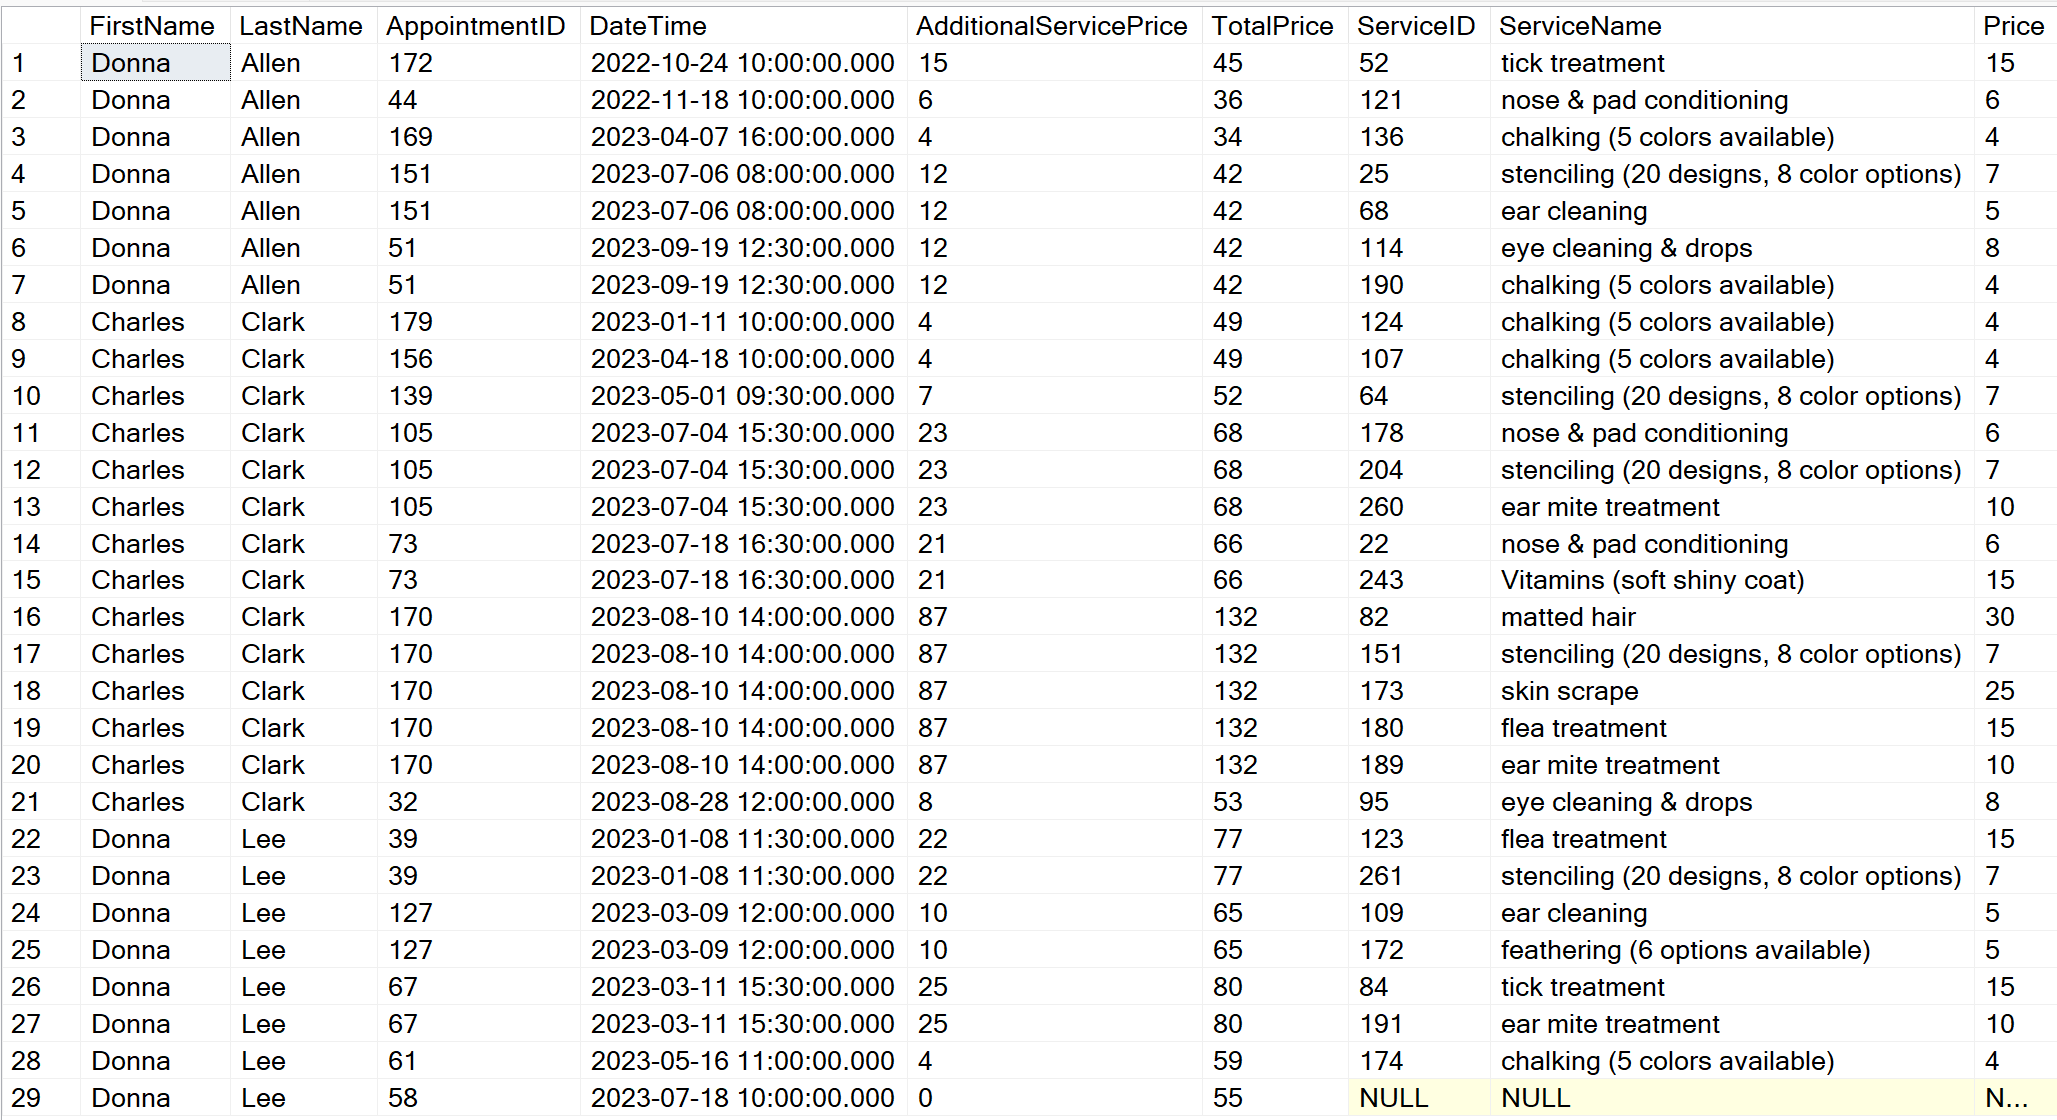 FirstName LastName AppointmentID DateTime AdditionalServicePrice TotalPrice ServiceID ServiceName Price
1 Donna Allen 172 2022-10-24 10:00:00.000 15 45 52 tick treatment 15
2 Donna Allen 44 2022-11-18 10:00:00.000 6 36 121 nose & pad conditioning 6
3 Donna Allen 169 2023-04-07 16:00:00.000 4 34 136 chalking (5 colors available) 4
4 Donna Allen 151 2023-07-06 08:00:00.000 12 42 25 stenciling (20 designs, 8 color options) 7
5 Donna Allen 151 2023-07-06 08:00:00.000 12 42 68 ear cleaning 5
6 Donna Allen 51 2023-09-19 12:30:00.000 12 42 114 eye cleaning & drops 8
7 Donna Allen 51 2023-09-19 12:30:00.000 12 42 190 chalking (5 colors available) 4
8 Charles Clark 179 2023-01-11 10:00:00.000 4 49 124 chalking (5 colors available) 4
9 Charles Clark 156 2023-04-18 10:00:00.000 4 49 107 chalking (5 colors available) 4
10 Charles Clark 139 2023-05-01 09:30:00.000 7 52 64 stenciling (20 designs, 8 color options) 7
11 Charles Clark 105 2023-07-04 15:30:00.000 23 68 178 nose & pad conditioning 6
12 Charles Clark 105 2023-07-04 15:30:00.000 23 68 204 stenciling (20 designs, 8 color options) 7
13 Charles Clark 105 2023-07-04 15:30:00.000 23 68 260 ear mite treatment 10
14 Charles Clark 73 2023-07-18 16:30:00.000 21 66 22 nose & pad conditioning 6
15 Charles Clark 73 2023-07-18 16:30:00.000 21 66 243 Vitamins (soft shiny coat) 15
16 Charles Clark 170 2023-08-10 14:00:00.000 87 132 82 matted hair 30
17 Charles Clark 170 2023-08-10 14:00:00.000 87 132 151 stenciling (20 designs, 8 color options) 7
18 Charles Clark 170 2023-08-10 14:00:00.000 87 132 173 skin scrape 25
19 Charles Clark 170 2023-08-10 14:00:00.000 87 132 180 flea treatment 15
20 Charles Clark 170 2023-08-10 14:00:00.000 87 132 189 ear mite treatment 10
21 Charles Clark 32 2023-08-28 12:00:00.000 8 53 95 eye cleaning & drops 8
22 Donna Lee 39 2023-01-08 11:30:00.000 22 77 123 flea treatment 15
23 Donna Lee 39 2023-01-08 11:30:00.000 22 77 261 stenciling (20 designs, 8 color options) 7
24 Donna Lee 127 2023-03-09 12:00:00.000 10 65 109 ear cleaning 5
25 Donna Lee 127 2023-03-09 12:00:00.000 10 65 172 feathering (6 options available) 5
26 Donna Lee 67 2023-03-11 15:30:00.000 25 80 84 tick treatment 15
27 Donna Lee 67 2023-03-11 15:30:00.000 25 80 191 ear mite treatment 10
28 Donna Lee 61 2023-05-16 11:00:00.000 4 59 174 chalking (5 colors available) 4
29 Donna Lee 58 2023-07-18 10:00:00.000 0 55 NULL NULL N...